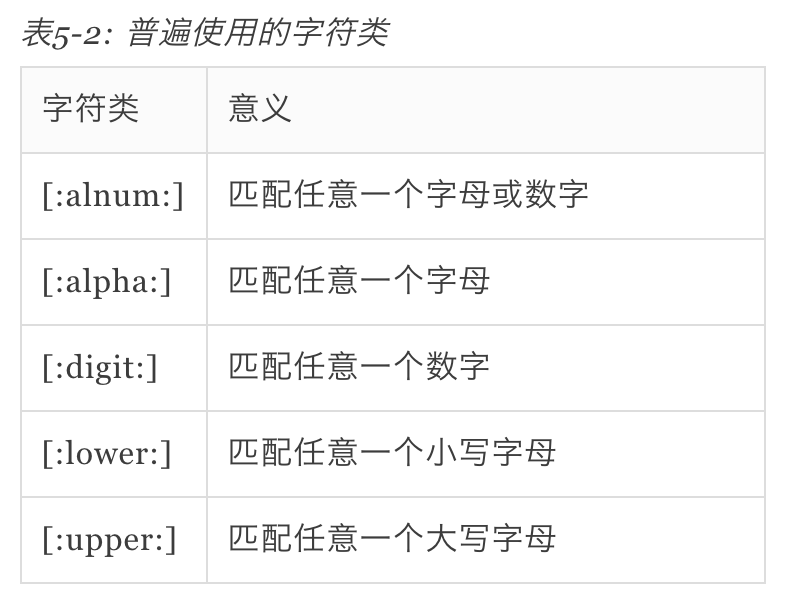 表5-2: 普遍使用的字符类
字符类 意义
[:alnum:] 匹配任意一个字母或数字
[:alpha:] 匹配任意一个字母
[:digit:] 匹配任意一个数字
[:lower:] 匹配任意一个小写字母
[:upper:] 匹配任意一个大写字母